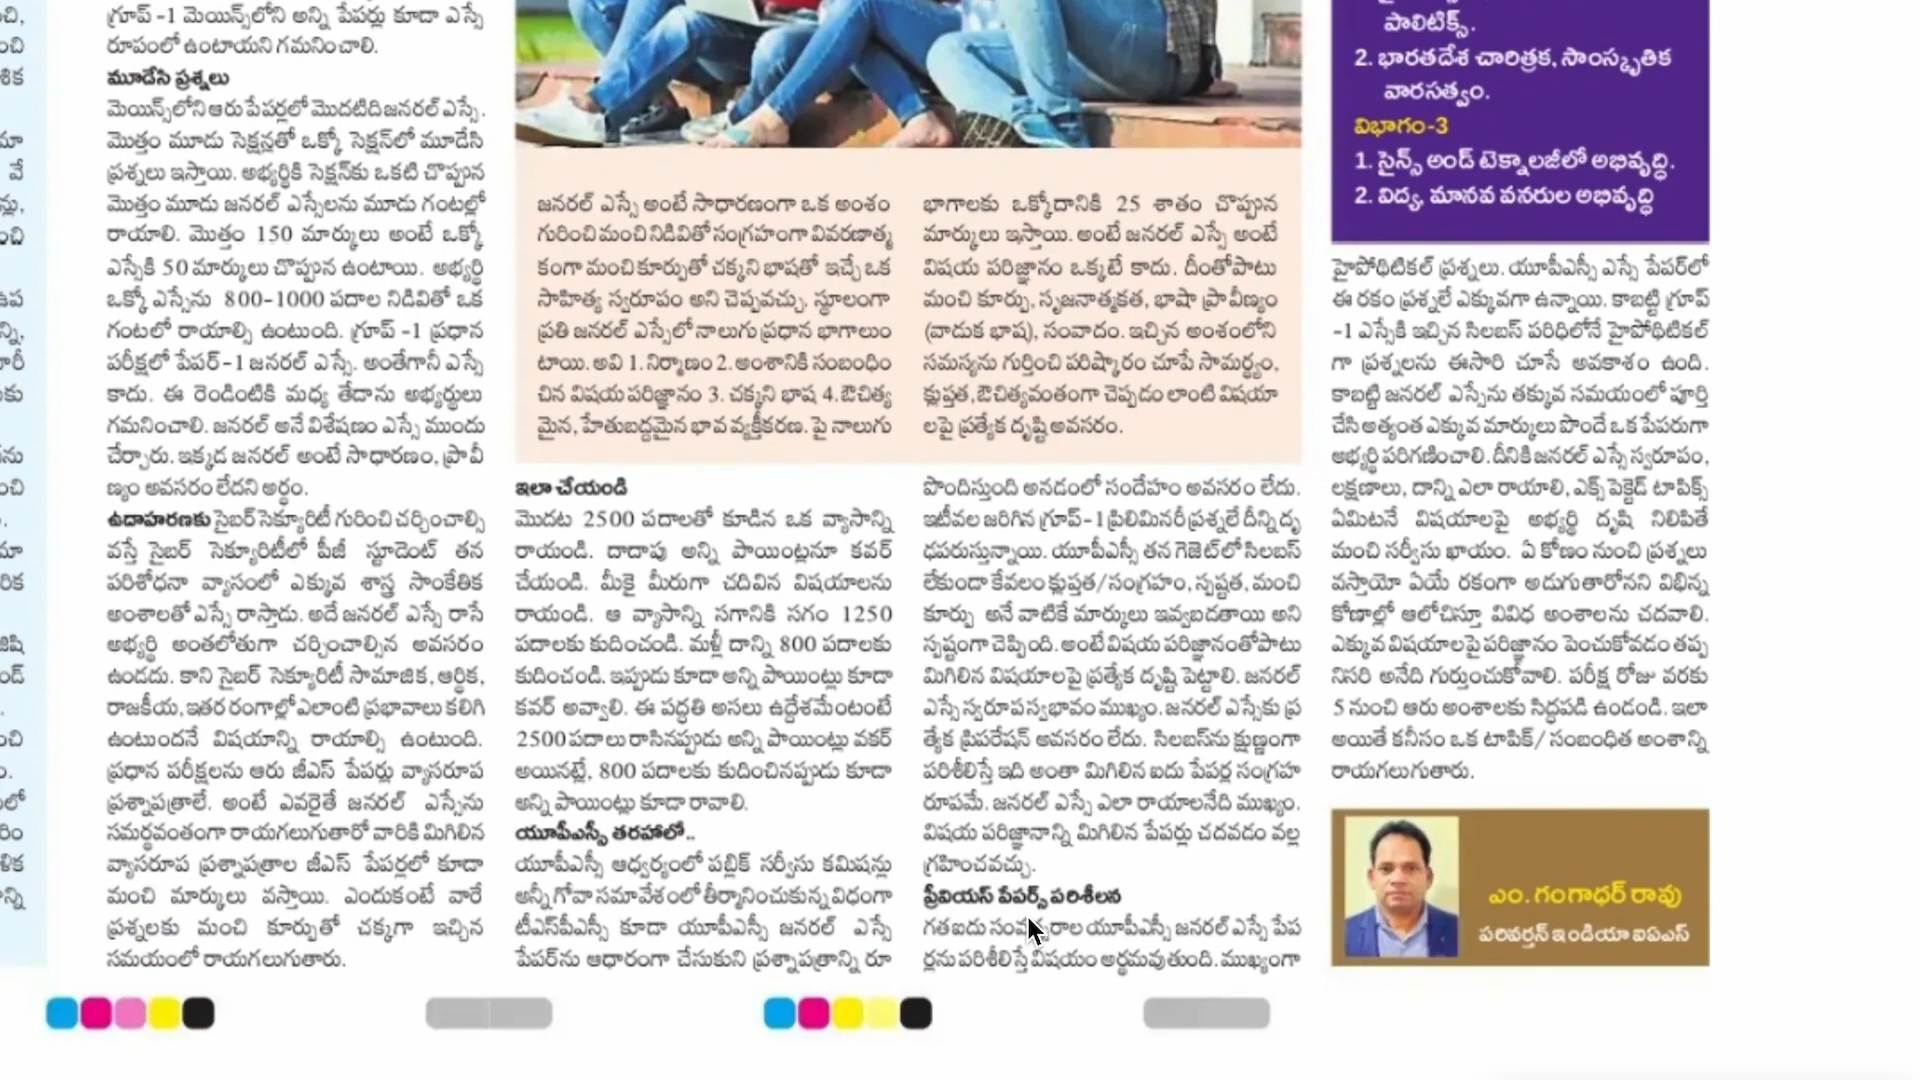 గ్రూప్ -1 మెయిన్స్‌లోని అన్ని పేపర్లు కూడా ఎస్సే
రూపంలో ఉంటాయని గమనించాలి.
మూడేసి ప్రశ్నలు
మెయిన్స్‌లోని ఆరు పేపర్లలో మొదటిది జనరల్ ఎస్సే.
మొత్తం మూడు సెక్షన్లతో ఒక్కో సెక్షన్‌లో మూడేసి
ప్రశ్నలు ఇస్తాయి. అభ్యర్థికి సెక్షన్‌కు ఒకటి చొప్పున
మొత్తం మూడు జనరల్ ఎస్సేలను మూడు గంటల్లో
రాయాలి. మొత్తం 150 మార్కులు అంటే ఒక్కో
ఎస్సేకి 50 మార్కులు చొప్పున ఉంటాయి. అభ్యర్థి
ఒక్కో ఎస్సేను 800-1000 పదాల నిడివితో ఒక
గంటలో రాయాల్సి ఉంటుంది. గ్రూప్ -1 ప్రధాన
పరీక్షలో పేపర్-1 జనరల్ ఎస్సే. అంతేగానీ ఎస్సే
కాదు. ఈ రెండింటికి మధ్య తేడాను అభ్యర్థులు
గమనించాలి. జనరల్ అనే విశేషణం ఎస్సే ముందు
చేర్చారు. ఇక్కడ జనరల్ అంటే సాధారణం, ప్రావీ
ణ్యం అవసరం లేదని అర్థం.
ఉదాహరణకు సైబర్ సెక్యూరిటీ గురించి చర్చించాల్సి
వస్తే సైబర్ సెక్యూరిటీలో పీజీ స్టూడెంట్ తన
పరిశోధనా వ్యాసంలో ఎక్కువ శాస్త్ర సాంకేతిక
అంశాలతో ఎస్సే రాస్తాడు. అదే జనరల్ ఎస్సే రాసే
అభ్యర్థి అంతలోతుగా చర్చించాల్సిన అవసరం
ఉండదు. కాని సైబర్ సెక్యూరిటీ సామాజిక, ఆర్థిక,
రాజకీయ, ఇతర రంగాల్లో ఎలాంటి ప్రభావాలు కలిగి
ఉంటుందనే విషయాన్ని రాయాల్సి ఉంటుంది.
ప్రధాన పరీక్షలను ఆరు జీఎస్ పేపర్లు వ్యాసరూప
ప్రశ్నాపత్రాలే. అంటే ఎవరైతే జనరల్ ఎస్సేను
సమర్థవంతంగా రాయగలుగుతారో వారికి మిగిలిన
వ్యాసరూప ప్రశ్నాపత్రాల జీఎస్ పేపర్లలో కూడా
మంచి మార్కులు వస్తాయి. ఎందుకంటే వారే
ప్రశ్నలకు మంచి కూర్పుతో చక్కగా ఇచ్చిన
సమయంలో రాయగలుగుతారు.
జనరల్ ఎస్సే అంటే సాధారణంగా ఒక అంశం
గురించి మంచి నిడివితో సంగ్రహంగా వివరణాత్మ
కంగా మంచి కూర్పుతో చక్కని భాషతో ఇచ్చే ఒక
సాహిత్య స్వరూపం అని చెప్పవచ్చు. స్థూలంగా
ప్రతి జనరల్ ఎస్సేలో నాలుగు ప్రధాన భాగాలుం
టాయి. అవి 1. నిర్మాణం 2. అంశానికి సంబంధిం
చిన విషయ పరిజ్ఞానం 3. చక్కని భాష 4. ఔచిత్య
మైన, హేతుబద్దమైన భావ వ్యక్తీకరణ. పై నాలుగు
భాగాలకు ఒక్కోదానికి 25 శాతం చొప్పున
మార్కులు ఇస్తాయి. అంటే జనరల్ ఎస్సే అంటే
విషయ పరిజ్ఞానం ఒక్కటే కాదు. దీంతోపాటు
మంచి కూర్పు, సృజనాత్మకత, భాషా ప్రావీణ్యం
(వాడుక భాష), సంవాదం. ఇచ్చిన అంశంలోని
సమస్యను గుర్తించి పరిష్కారం చూపే సామర్థ్యం,
క్లుప్తత, ఔచిత్యవంతంగా చెప్పడం లాంటి విషయా
లపై ప్రత్యేక దృష్టి అవసరం.
ఇలా చేయండి
మొదట 2500 పదాలతో కూడిన ఒక వ్యాసాన్ని
రాయండి. దాదాపు అన్ని పాయింట్లనూ కవర్
చేయండి. మీకై మీరుగా చదివిన విషయాలను
రాయండి. ఆ వ్యాసాన్ని సగానికి సగం 1250
పదాలకు కుదించండి. మళ్లీ దాన్ని 800 పదాలకు
కుదించండి. ఇప్పుడు కూడా అన్ని పాయింట్లు కూడా
కవర్ అవ్వాలి. ఈ పద్ధతి అసలు ఉద్దేశమేంటంటే
2500 పదాలు రాసినప్పుడు అన్ని పాయింట్లు వకర్
అయినట్లే, 800 పదాలకు కుదించినప్పుడు కూడా
అన్ని పాయింట్లు కూడా రావాలి.
యూపీఎస్సీ తరహాలో..
యూపీఎస్సీ ఆధ్వర్యంలో పబ్లిక్ సర్వీసు కమిషన్లు
అన్నీ గోవా సమావేశంలో తీర్మానించుకున్న విధంగా
టీఎస్‌పీఎస్సీ కూడా యూపీఎస్సీ జనరల్ ఎస్సే
పేపర్‌ను ఆధారంగా చేసుకుని ప్రశ్నాపత్రాన్ని రూ
పొందిస్తుంది అనడంలో సందేహం అవసరం లేదు.
ఇటీవల జరిగిన గ్రూప్-1 ప్రిలిమినరీ ప్రశ్నలే దీన్ని దృ
ఢపరుస్తున్నాయి. యూపీఎస్సీ తన గెజెట్‌లో సిలబస్
లేకుండా కేవలం క్లుప్తత/సంగ్రహం, స్పష్టత, మంచి
కూర్పు అనే వాటికే మార్కులు ఇవ్వబడతాయి అని
స్పష్టంగా చెప్పింది. అంటే విషయ పరిజ్ఞానంతోపాటు
మిగిలిన విషయాలపై ప్రత్యేక దృష్టి పెట్టాలి. జనరల్
ఎస్సే స్వరూప స్వభావం ముఖ్యం. జనరల్ ఎస్సేకు ప్ర
త్యేక ప్రిపరేషన్ అవసరం లేదు. సిలబస్‌ను క్షుణ్ణంగా
పరిశీలిస్తే ఇది అంతా మిగిలిన ఐదు పేపర్ల సంగ్రహ
రూపమే. జనరల్ ఎస్సే ఎలా రాయాలనేది ముఖ్యం.
విషయ పరిజ్ఞానాన్ని మిగిలిన పేపర్లు చదవడం వల్ల
గ్రహించవచ్చు.
ప్రీవియస్ పేపర్స్ పరిశీలన
గత ఐదు యూపీఎస్సీ జనరల్ ఎస్సే పేప
ర్లను పరిశీలిస్తే విషయం అర్థమవుతుంది. ముఖ్యంగా
పాలిటిక్స్..
2. భారతదేశ చారిత్రక, సాంస్కృతిక
వారసత్వం.
విభాగం-3
1. సైన్స్ అండ్ టెక్నాలజీలో అభివృద్ధి.
2. విద్య, మానవ వనరుల అభివృద్ధి
హైపోథిటికల్ ప్రశ్నలు. యూపీఎస్సీ ఎస్సే పేపర్‌లో
ఈ రకం ప్రశ్నలే ఎక్కువగా ఉన్నాయి. కాబట్టి గ్రూప్
-1 ఎస్సేకి ఇచ్చిన సిలబస్ పరిధిలోనే హైపోథిటికల్
గా ప్రశ్నలను ఈసారి చూసే అవకాశం ఉంది.
కాబట్టి జనరల్ ఎస్సేను తక్కువ సమయంలో పూర్తి
చేసి అత్యంత ఎక్కువ మార్కులు పొందే ఒక పేపరుగా
అభ్యర్థి పరిగణించాలి. దీనికి జనరల్ ఎస్సే స్వరూపం,
లక్షణాలు, దాన్ని ఎలా రాయాలి, ఎక్స్‌పెక్టెడ్ టాపిక్స్
ఏమిటనే విషయాలపై అభ్యర్థి దృషి నిలిపితే
మంచి సర్వీసు ఖాయం. ఏ కోణం నుంచి ప్రశ్నలు
వస్తాయో ఏయే రకంగా అడుగుతారోనని విభిన్న
కోణాల్లో ఆలోచిస్తూ వివిధ అంశాలను చదవాలి.
ఎక్కువ విషయాలపై పరిజ్ఞానం పెంచుకోవడం తప్ప
నిసరి అనేది గుర్తుంచుకోవాలి. పరీక్ష రోజు వరకు
5 నుంచి ఆరు అంశాలకు సిద్ధపడి ఉండండి. ఇలా
అయితే కనీసం ఒక టాపిక్/ సంబంధిత అంశాన్ని
రాయగలుగుతారు.
ఎం. గంగాధర్ రావు
పరివర్తన్ ఇండియా ఐఏఎస్